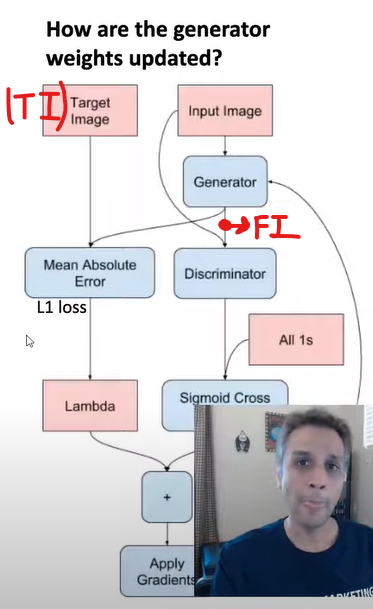 How are the generator
weights updated?
(TI)
Target
Image
Input Image
Generator
FI
Mean Absolute
Error
Discriminator
L1 loss
All 1s
Lambda
Sigmoid Cross
+
Apply
Gradients